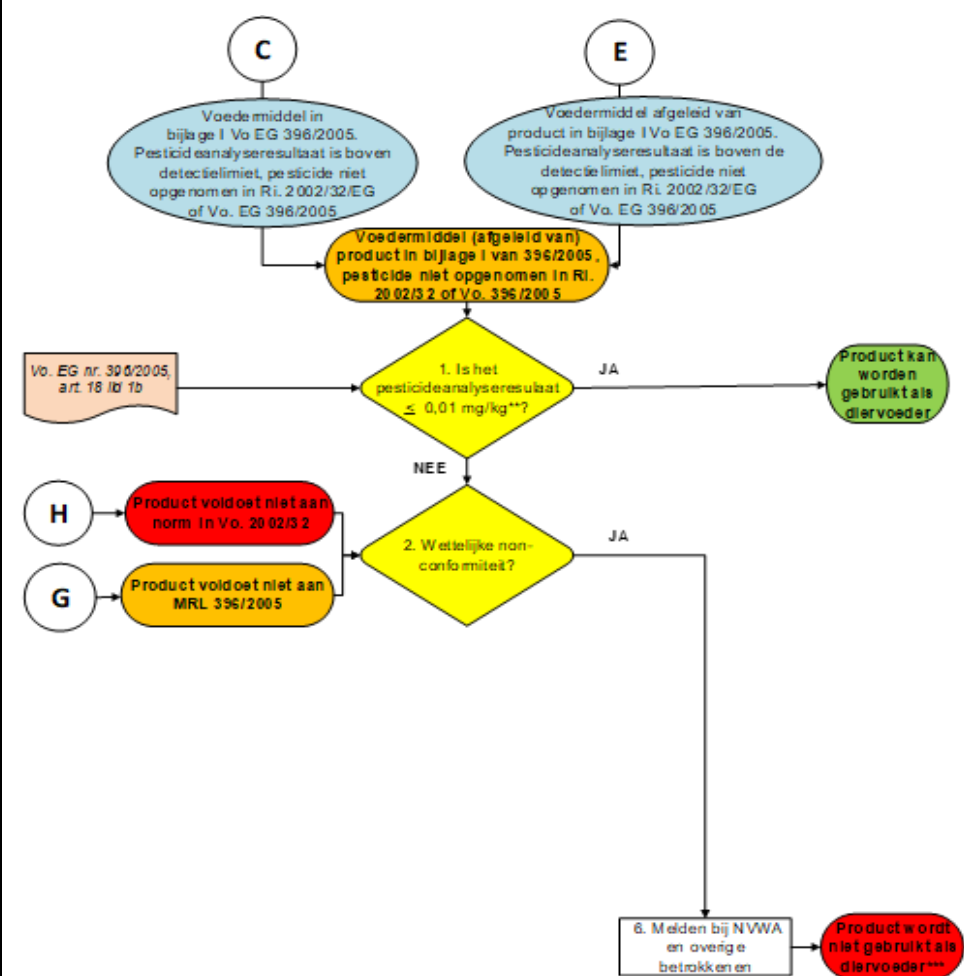 C
E
Voedermiddel in
bijlage I Vo EG 396/2005.
Pesticideanalyseresultaat is boven
detectielimiet, pesticide niet
opgenomen in Ri. 2002/32/EG
of Vo. EG 396/2005
Voedermiddel afgeleid van
product in bijlage I Vo EG 396/2005.
Pesticideanalyseresultaat is boven de
detectielimiet, pesticide niet
opgenomen in Ri. 2002/32/EG
of Vo. EG 396/2005
Voedermiddel (afgeleid van)
product in bijlage I van 396/2005,
pesticide niet opgenomen in Ri.
2002/32 of Vo. 396/2005
Vo. EG nr. 396/2005,
art. 18 lid 1b
1. Is het
pesticideanalyseresulaat
≤ 0,01 mg/kg**?
JA
Product kan
worden
gebruikt als
diervoeder
NEE
H
Product voldoet niet aan
norm in Vo. 2002/32
G
Product voldoet niet aan
MRL 396/2005
2. Wettelijke non-
conformiteit?
JA
6. Melden bij NVWA
en overige
betrokkenen
Product wordt
niet gebruikt als
diervoeder***